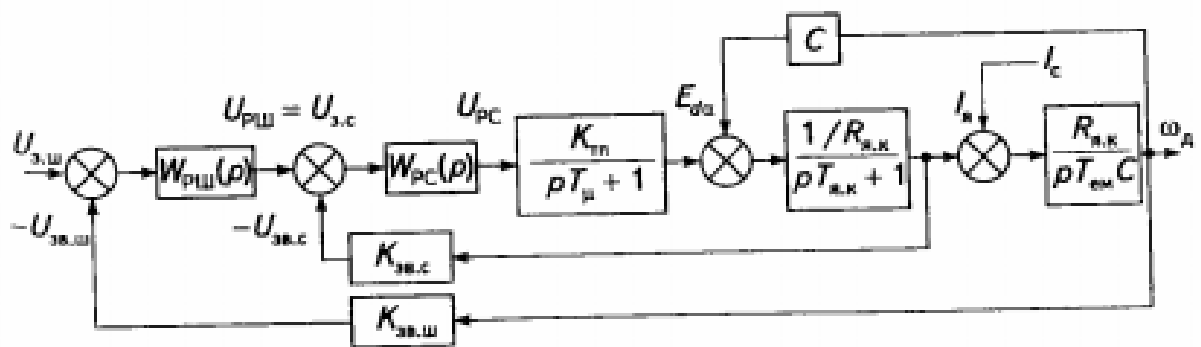 C
I_c
U_РШ = U_з.с
U_РС
E_dα
I_я
U_з.ш
W_РШ(p)
W_РС(p)
K_тп
pT_μ + 1
1/R_я.к
pT_я.к + 1
R_я.к
pT_ем C
ω_д
-U_зв.ш
-U_зв.с
K_зв.с
K_зв.ш